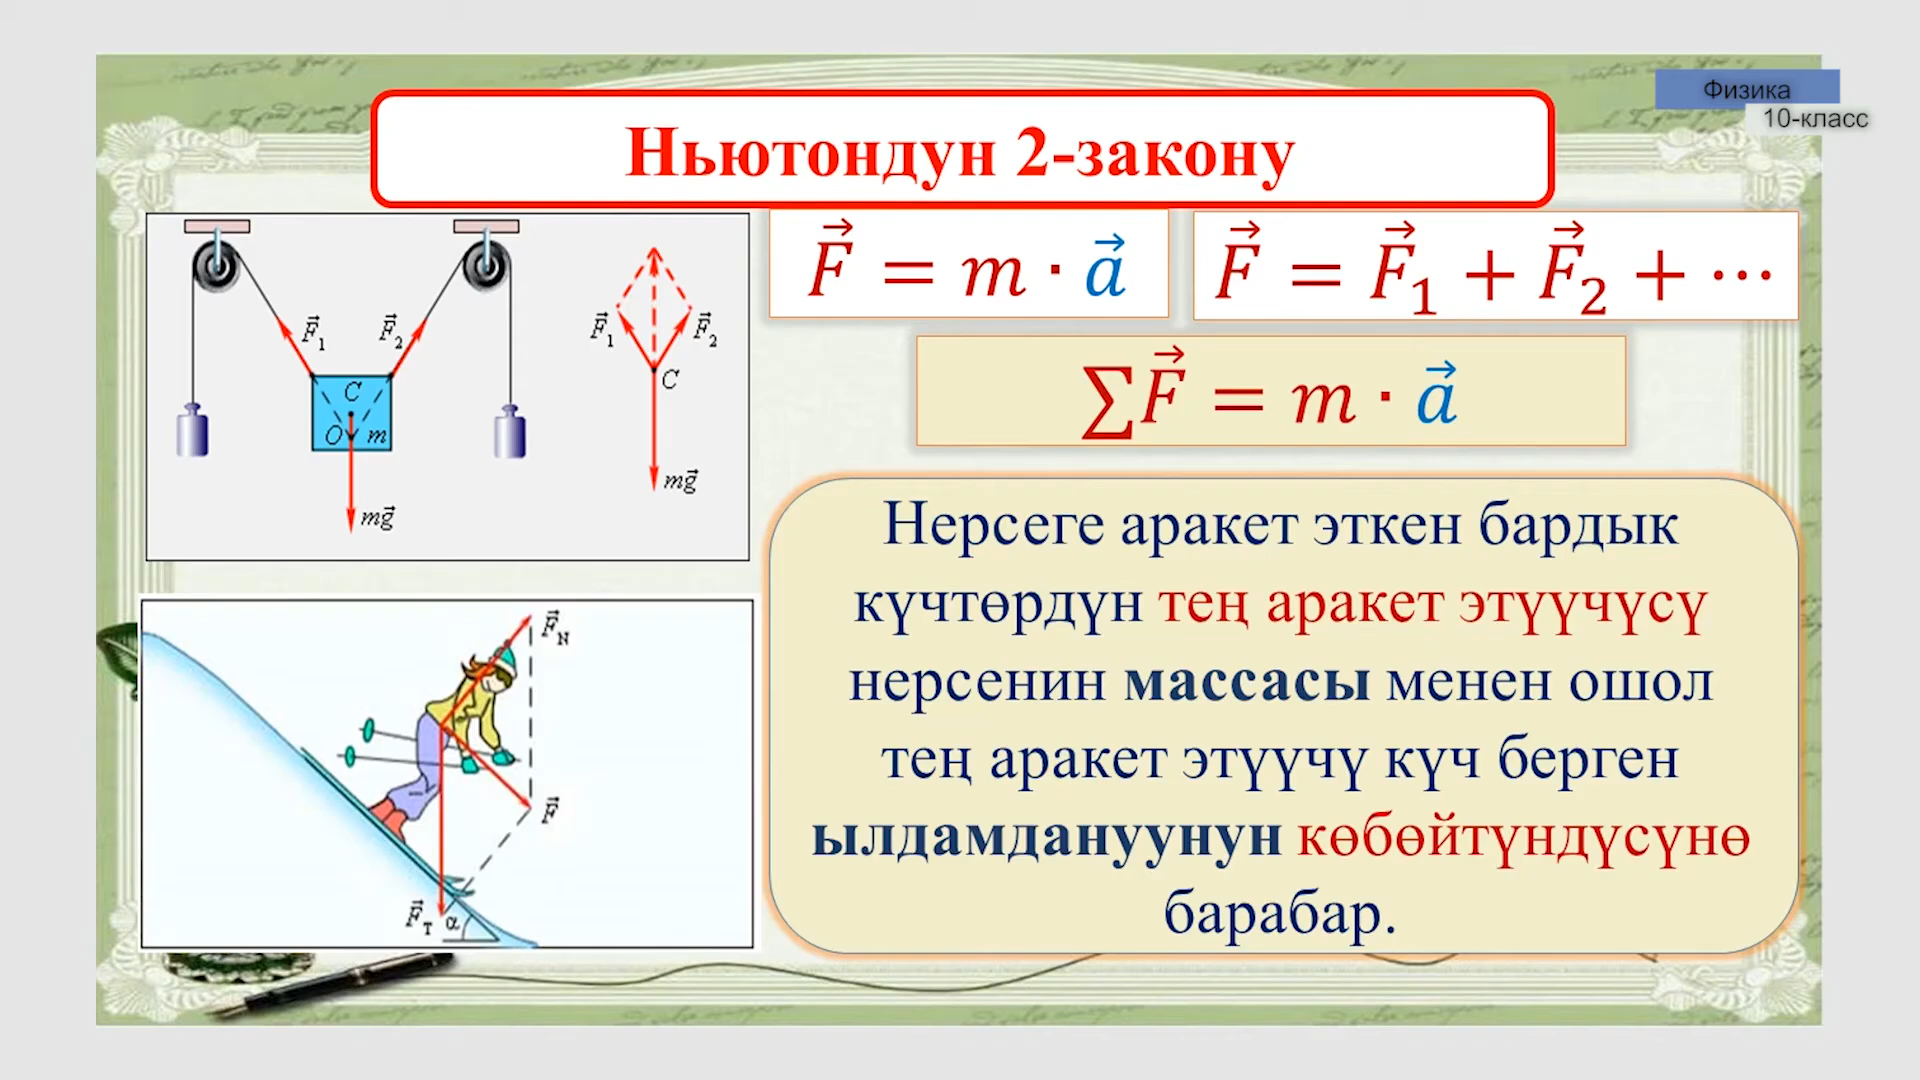 Физика
10-класс
Ньютондун 2-закону
F⃗ = m · a⃗
F⃗ = F⃗₁ + F⃗₂ + ⋯
∑F⃗ = m · a⃗
F⃗₁
F⃗₂
C
O
m
mg⃗
F⃗₁
F⃗₂
C
mg⃗
F⃗N
F⃗
F⃗T
α
Нерсеге аракет эткен бардык
күчтөрдүн тең аракет этүүчүсү
нерсенин массасы менен ошол
тең аракет этүүчү күч берген
ылдамдануунун көбөйтүндүсүнө
барабар.